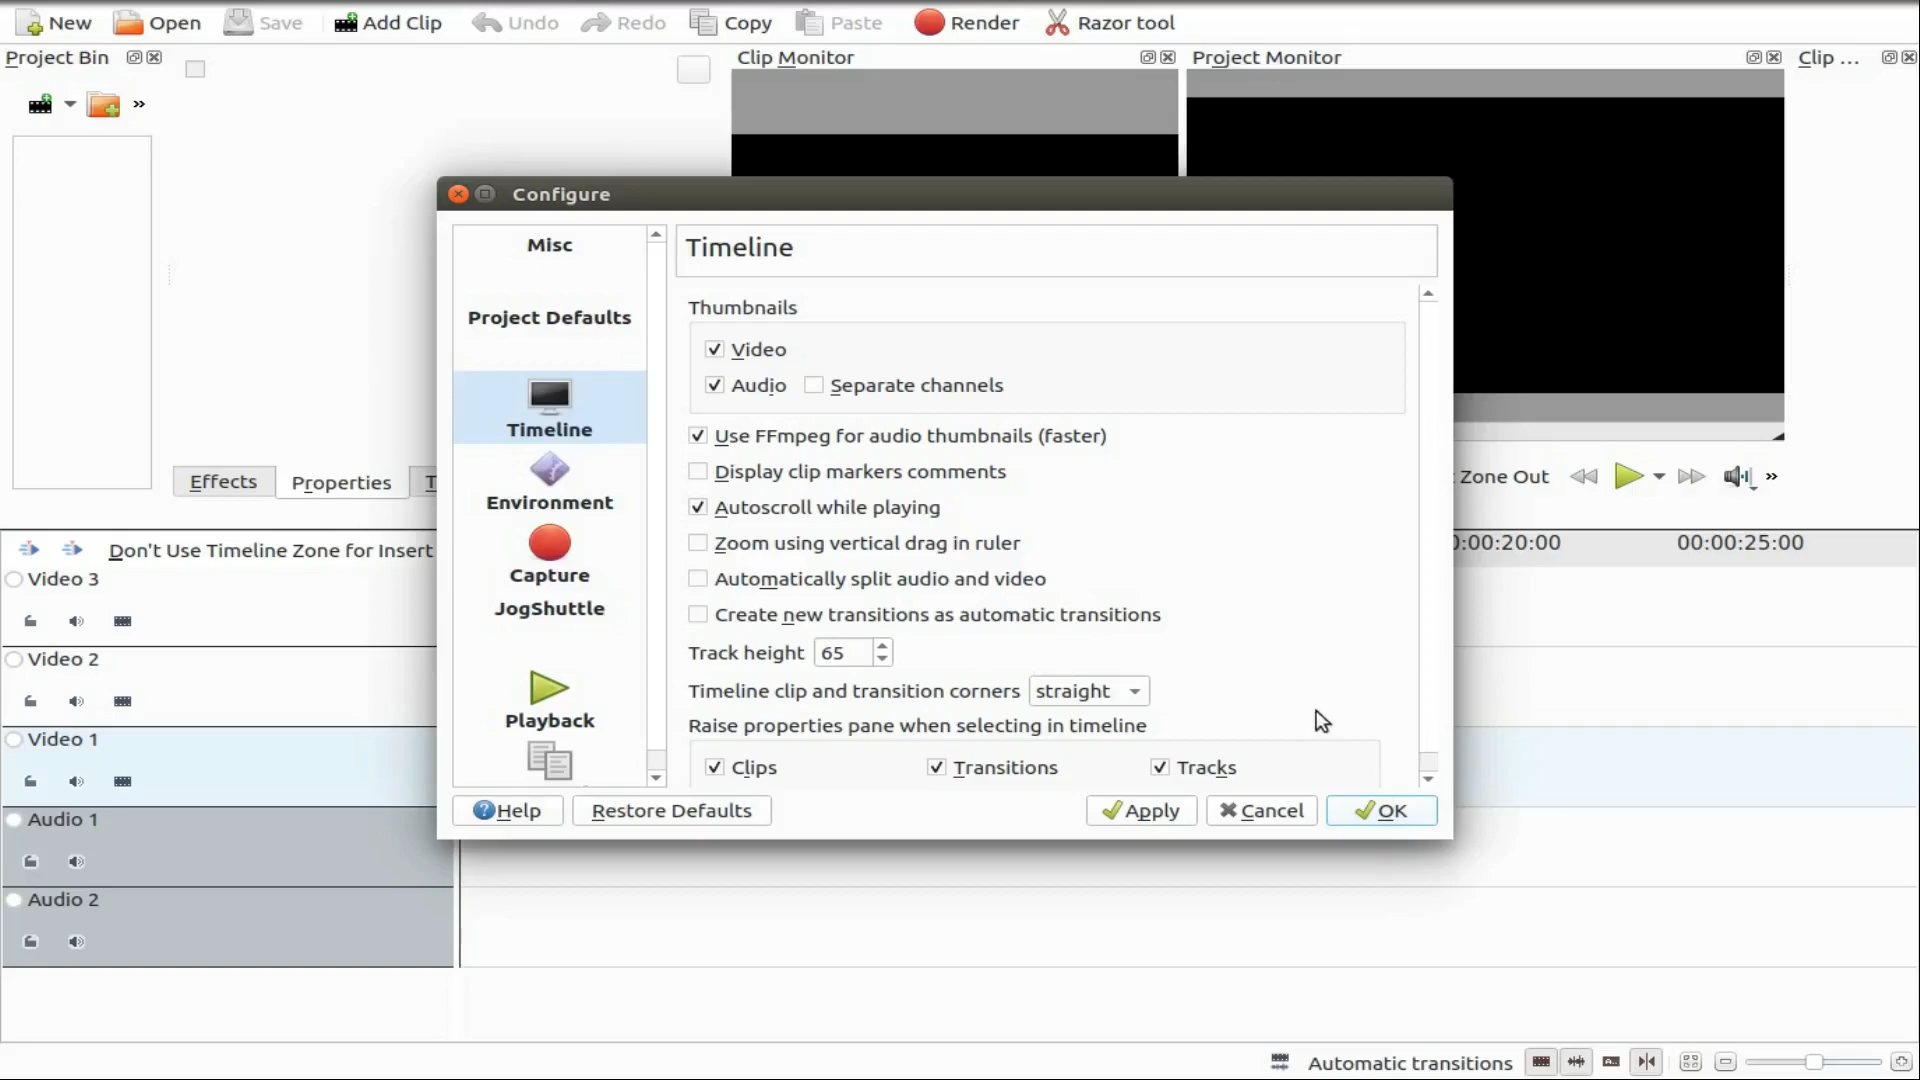 New Open Save Add Clip Undo Redo Copy Paste Render Razor tool
Project Bin Clip Monitor Project Monitor Clip ...
Configure
Misc
Project Defaults
Timeline
Environment
Capture
JogShuttle
Playback
Timeline
Thumbnails
Video
Audio Separate channels
Use FFmpeg for audio thumbnails (faster)
Display clip markers comments
Autoscroll while playing
Zoom using vertical drag in ruler
Automatically split audio and video
Create new transitions as automatic transitions
Track height 65
Timeline clip and transition corners straight
Raise properties pane when selecting in timeline
Clips Transitions Tracks
Help Restore Defaults Apply Cancel OK
Effects Properties T
Zone Out
Don't Use Timeline Zone for Insert
0:00:20:00 00:00:25:00
Video 3
Video 2
Video 1
Audio 1
Audio 2
Automatic transitions